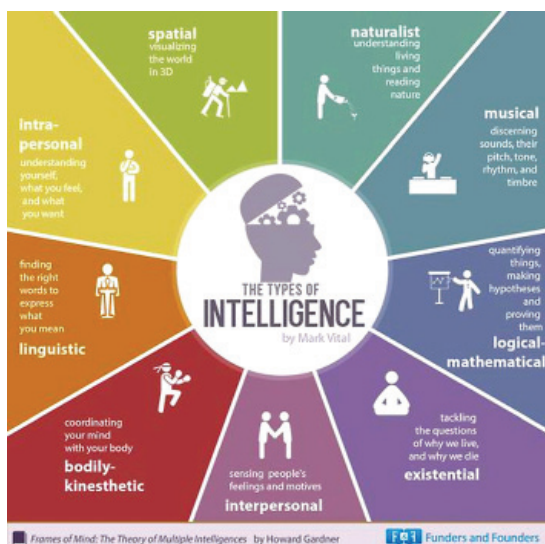 spatial
visualizing
the world
in 3D
naturalist
understanding
living
things and
reading
nature
musical
discerning
sounds, their
pitch, tone,
rhythm, and
timbre
quantifying
things,
making
hypotheses
and
proving
them
logical-
mathematical
tackling
the questions
of why we live,
and why we die
existential
sensing people's
feelings and motives
interpersonal
coordinating
your mind
with your body
bodily-
kinesthetic
finding
the right
words to
express
what
you mean
linguistic
intra-
personal
understanding
yourself,
what you feel,
and what
you want
THE TYPES OF
INTELLIGENCE
by Mark Vital
Frames of Mind: The Theory of Multiple Intelligences by Howard Gardner
Funders and Founders